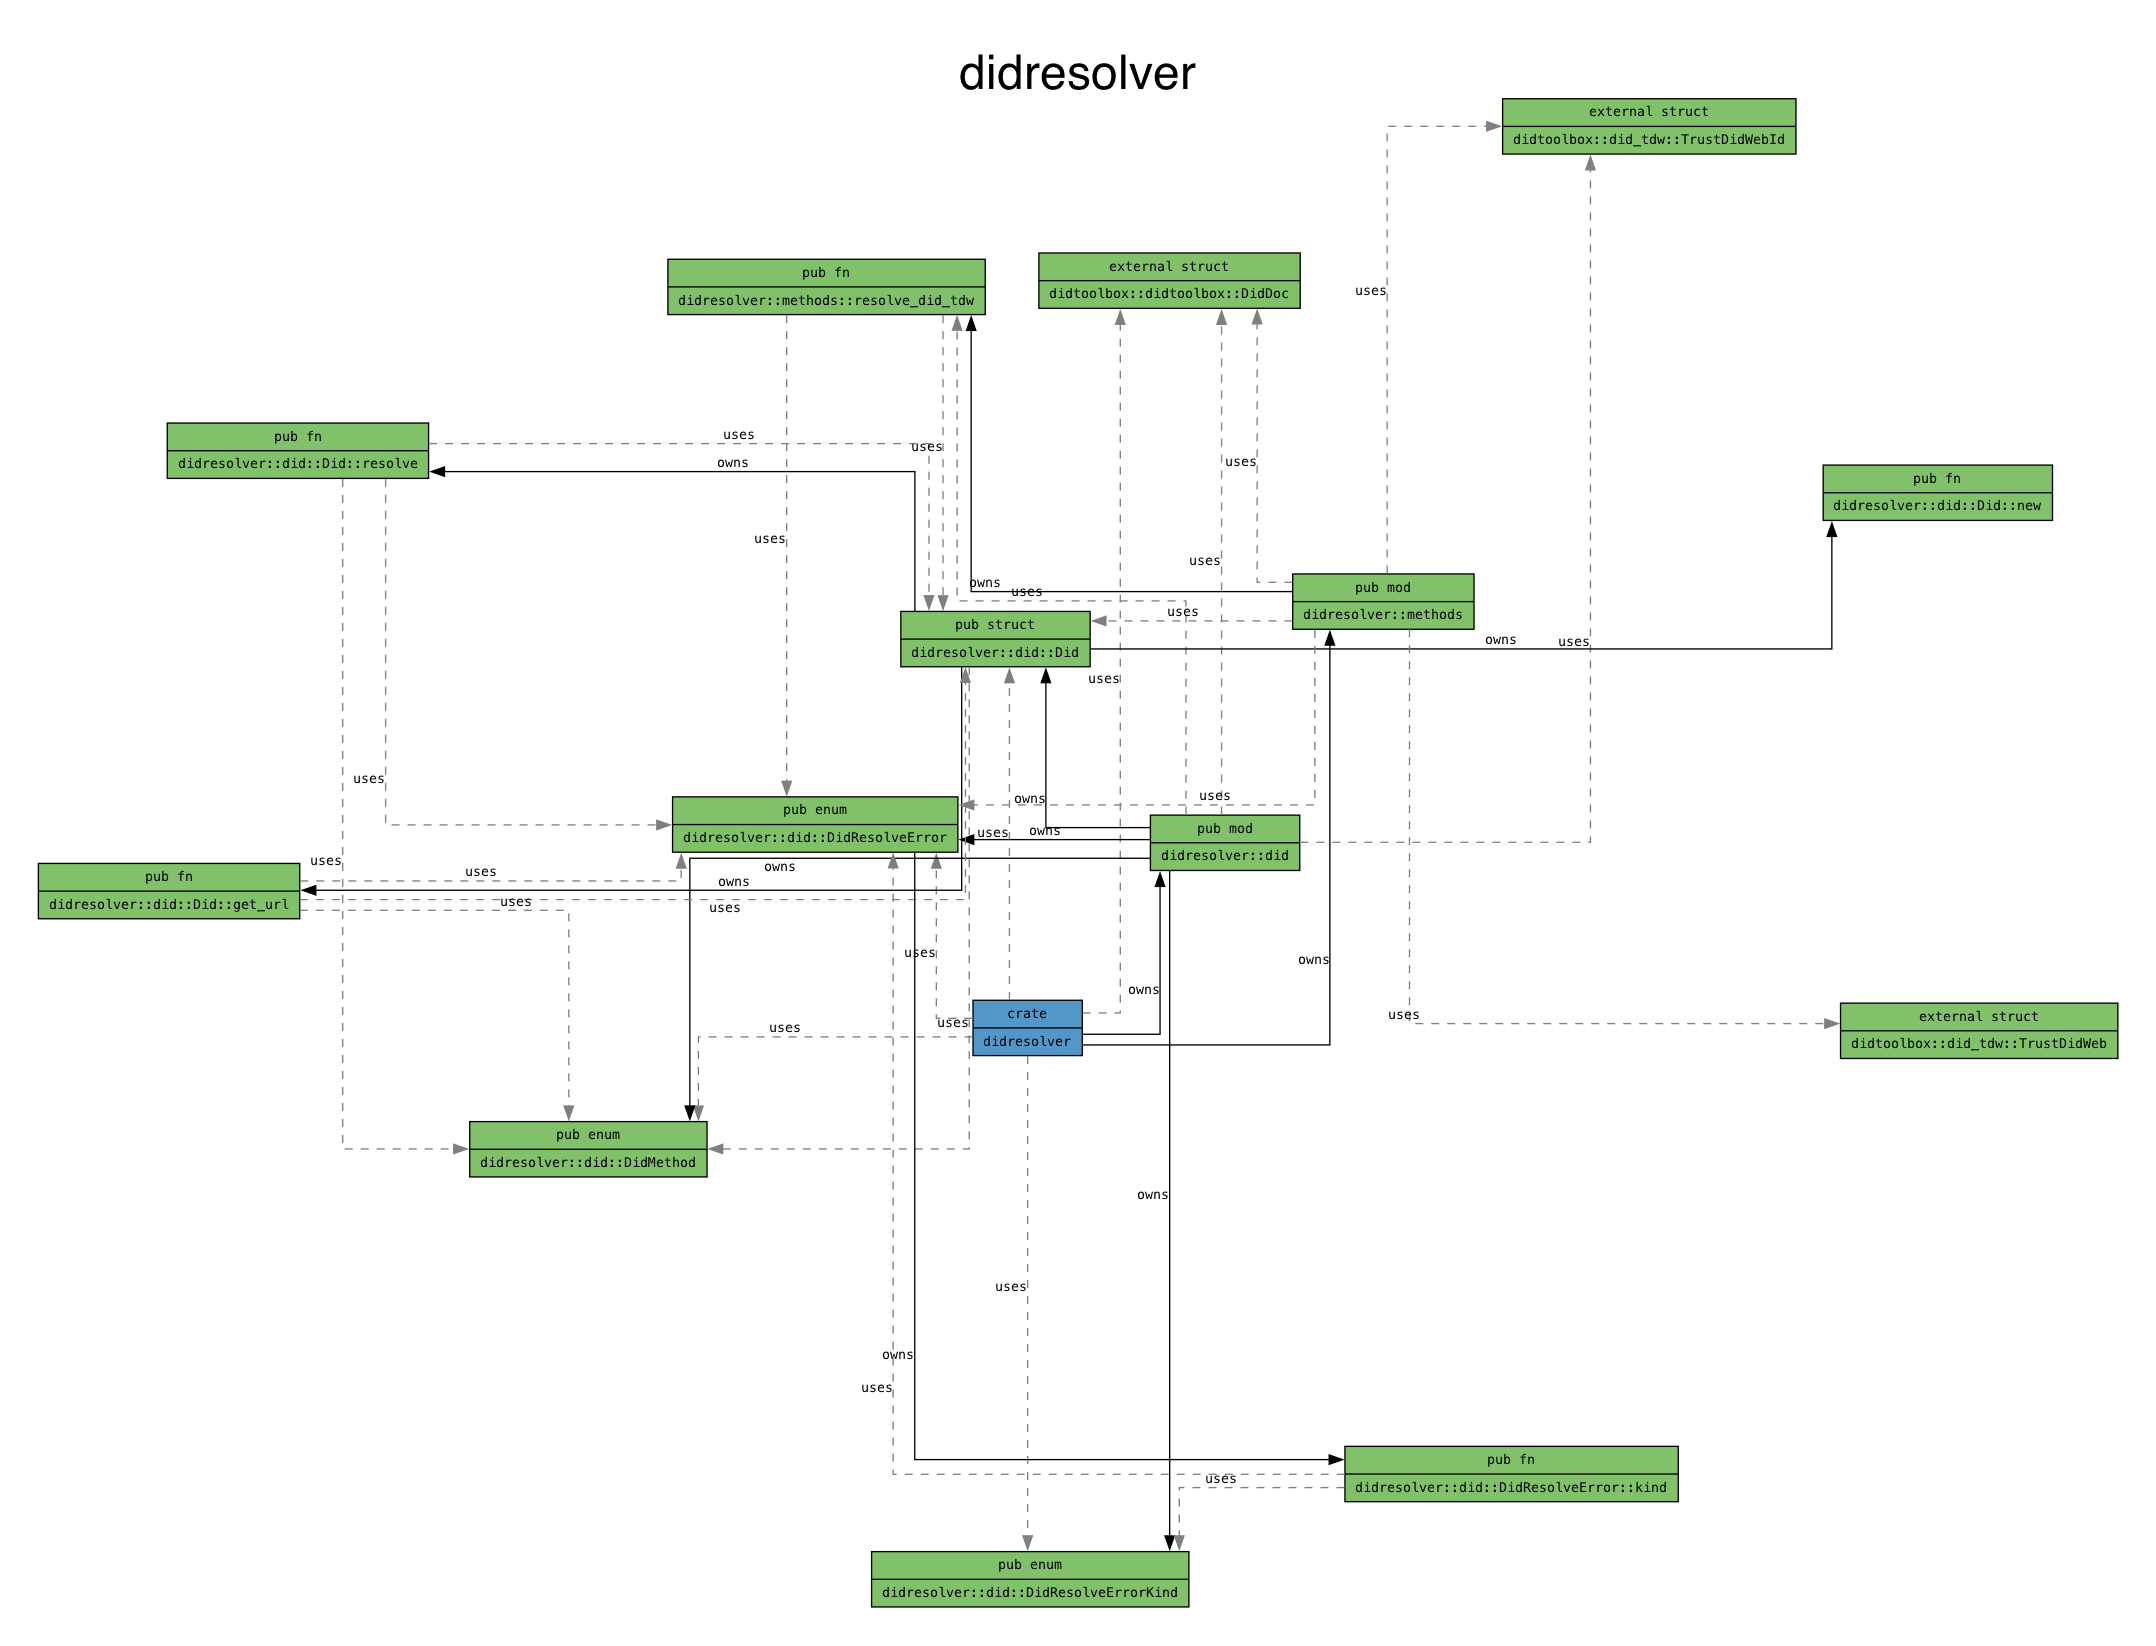 didresolver
external struct
didtoolbox::did_tdw::TrustDidWebId
external struct
didtoolbox::didtoolbox::DidDoc
pub fn
didresolver::methods::resolve_did_tdw
uses
pub fn
didresolver::did::Did::resolve
uses
uses
owns
uses
pub fn
didresolver::did::Did::new
uses
uses
owns
uses
pub mod
didresolver::methods
uses
pub struct
didresolver::did::Did
owns
uses
uses
uses
pub enum
didresolver::did::DidResolveError
owns
uses
uses
owns
pub mod
didresolver::did
uses
owns
pub fn
didresolver::did::Did::get_url
uses
owns
uses
uses
uses
owns
owns
crate
didresolver
uses
uses
uses
external struct
didtoolbox::did_tdw::TrustDidWeb
pub enum
didresolver::did::DidMethod
owns
uses
owns
uses
pub fn
didresolver::did::DidResolveError::kind
uses
pub enum
didresolver::did::DidResolveErrorKind